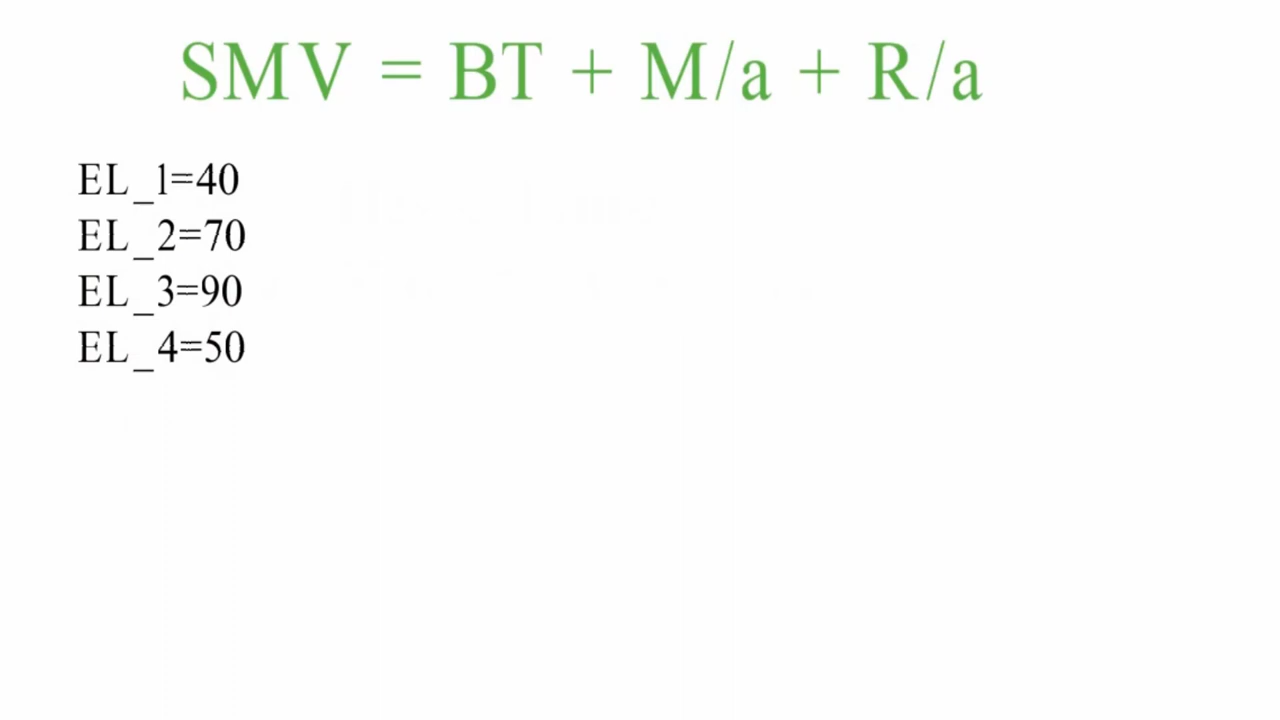 SMV = BT + M/a + R/a
EL_1=40
EL_2=70
EL_3=90
EL_4=50